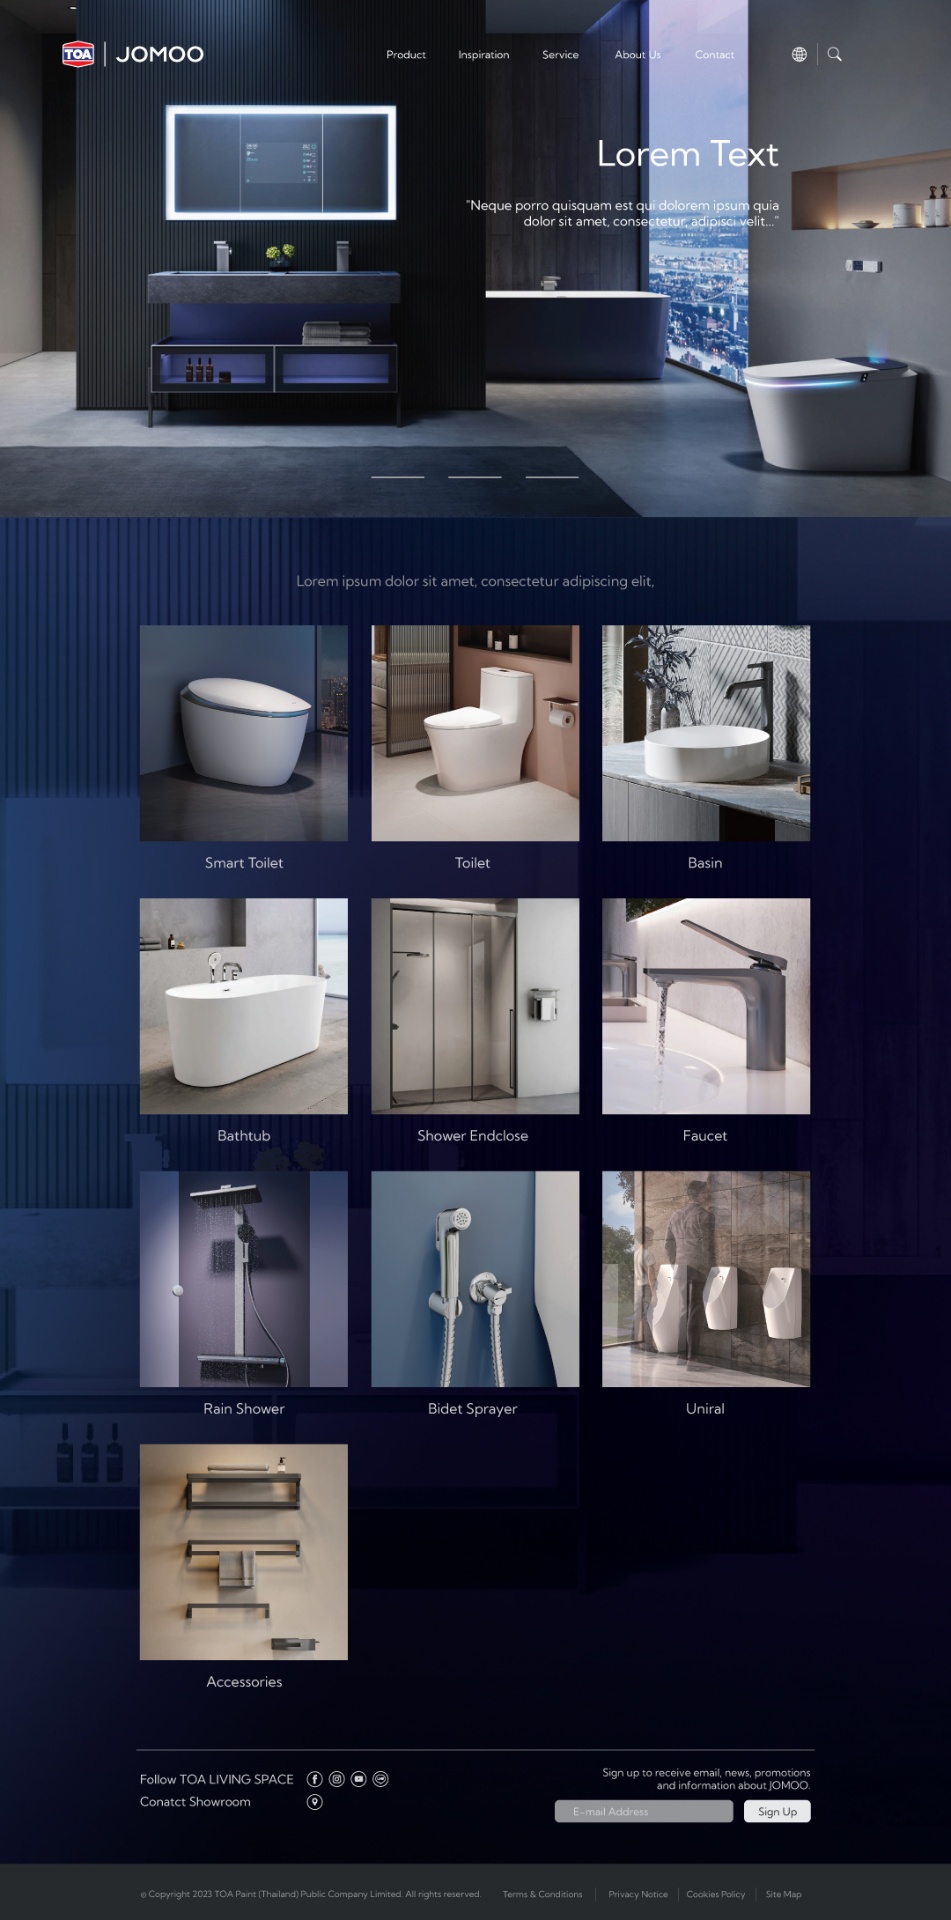 TOA
JOMOO
Product
Inspiration
Service
About Us
Contact
Lorem Text
"Neque porro quisquam est qui dolorem ipsum quia
dolor sit amet, consectetur, adipisci velit..."
Lorem ipsum dolor sit amet, consectetur adipiscing elit,
Smart Toilet
Toilet
Basin
Bathtub
Shower Endclose
Faucet
Rain Shower
Bidet Sprayer
Uniral
Accessories
Follow TOA LIVING SPACE
Conatct Showroom
Sign up to receive email, news, promotions
and information about JOMOO.
E-mail Address
Sign Up
© Copyright 2023 TOA Paint (Thailand) Public Company Limited. All rights reserved.
Terms & Conditions
Privacy Notice
Cookies Policy
Site Map